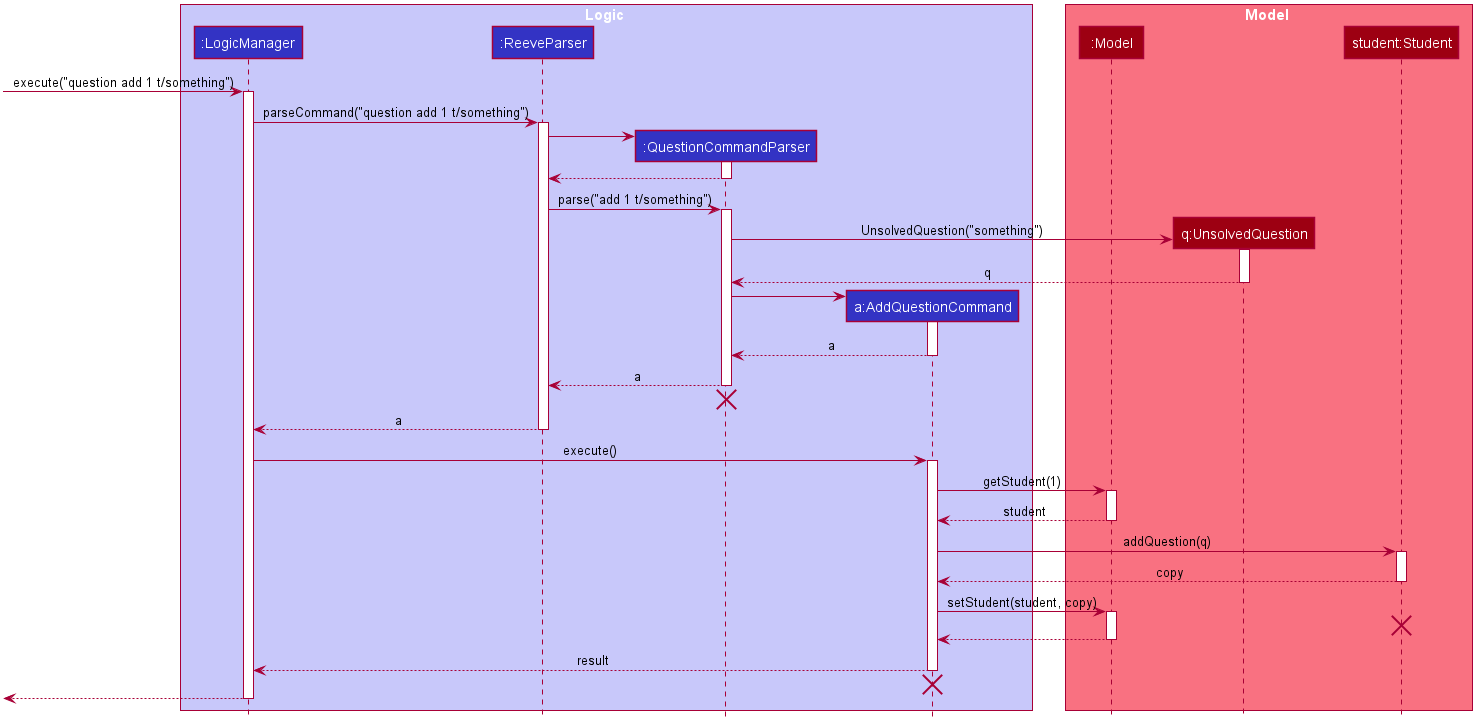 Logic
Model
:LogicManager
:ReeveParser
:Model
student:Student
execute("question add 1 t/something")
parseCommand("question add 1 t/something")
:QuestionCommandParser
parse("add 1 t/something")
UnsolvedQuestion("something")
q:UnsolvedQuestion
q
a:AddQuestionCommand
a
a
a
execute()
getStudent(1)
student
addQuestion(q)
copy
setStudent(student, copy)
result